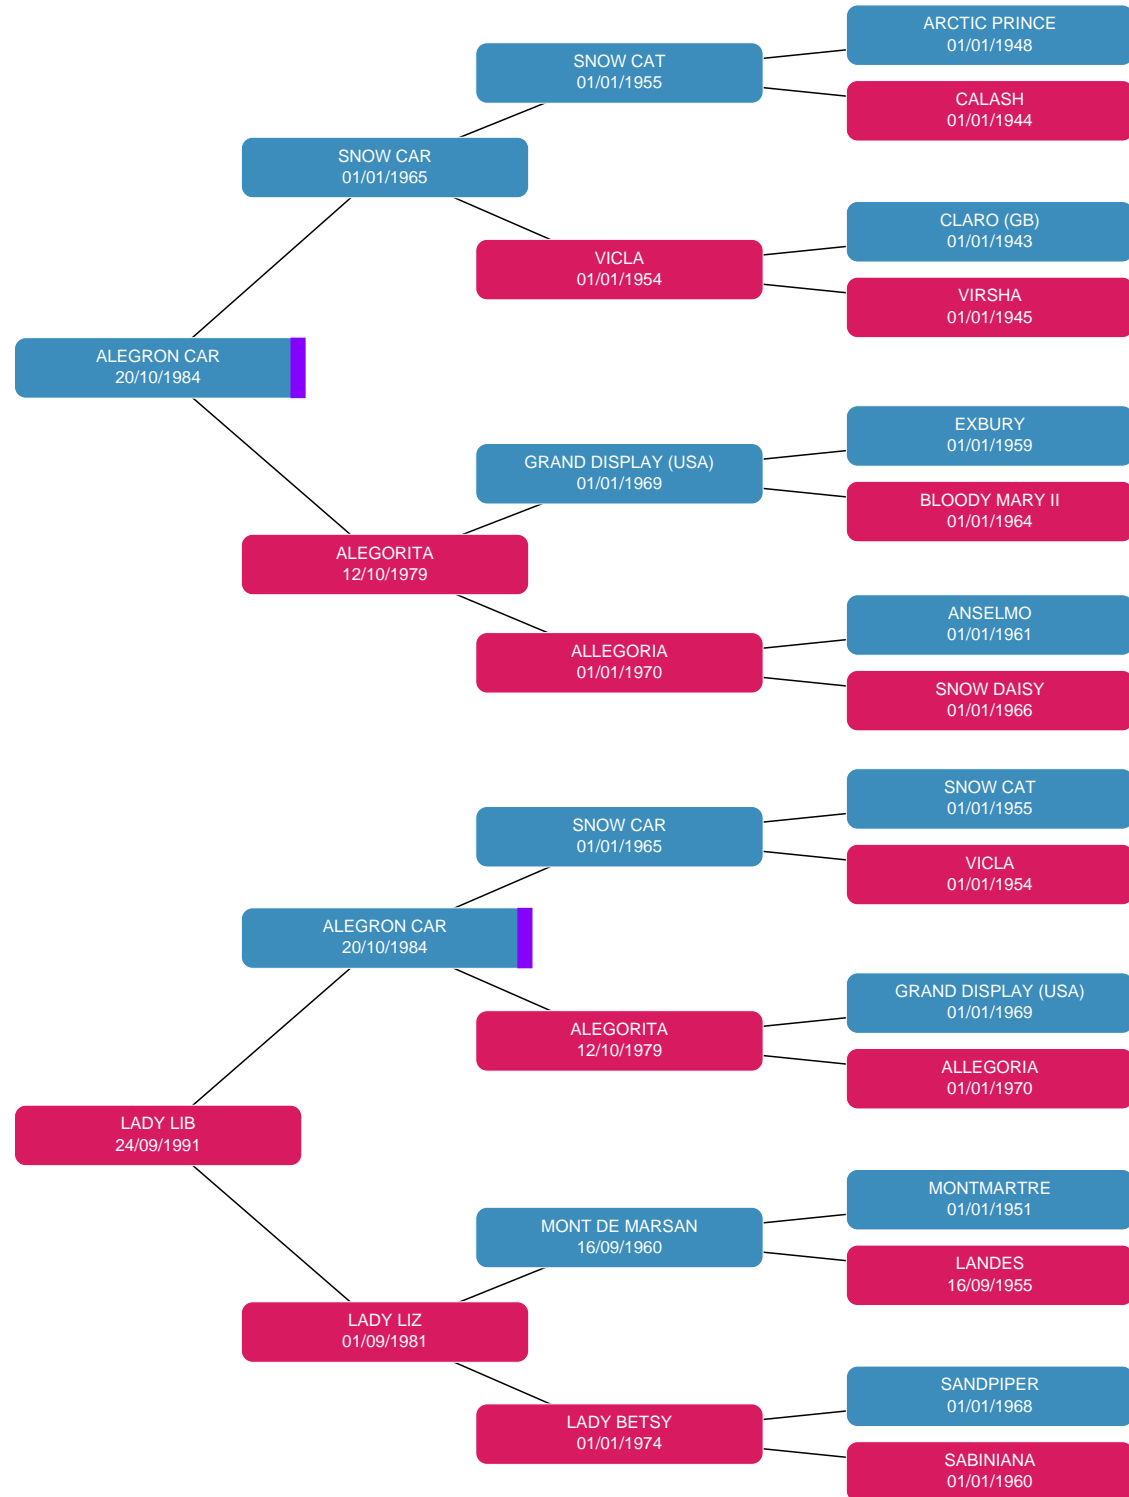 ARCTIC PRINCE
01/01/1948
SNOW CAT
01/01/1955
CALASH
01/01/1944
SNOW CAR
01/01/1965
CLARO (GB)
01/01/1943
VICLA
01/01/1954
VIRSHA
01/01/1945
ALEGRON CAR
20/10/1984
EXBURY
01/01/1959
GRAND DISPLAY (USA)
01/01/1969
BLOODY MARY II
01/01/1964
ALEGORITA
12/10/1979
ANSELMO
01/01/1961
ALLEGORIA
01/01/1970
SNOW DAISY
01/01/1966
SNOW CAT
01/01/1955
SNOW CAR
01/01/1965
VICLA
01/01/1954
ALEGRON CAR
20/10/1984
GRAND DISPLAY (USA)
01/01/1969
ALEGORITA
12/10/1979
ALLEGORIA
01/01/1970
LADY LIB
24/09/1991
MONTMARTRE
01/01/1951
MONT DE MARSAN
16/09/1960
LANDES
16/09/1955
LADY LIZ
01/09/1981
SANDPIPER
01/01/1968
LADY BETSY
01/01/1974
SABINIANA
01/01/1960